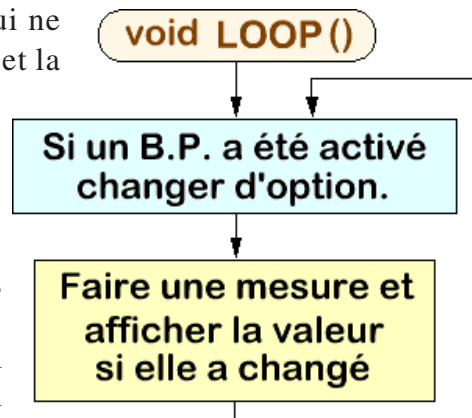 ui ne
et la
void LOOP()
Si un B.P. a été activé
changer d'option.
Faire une mesure et
afficher la valeur
si elle a changé